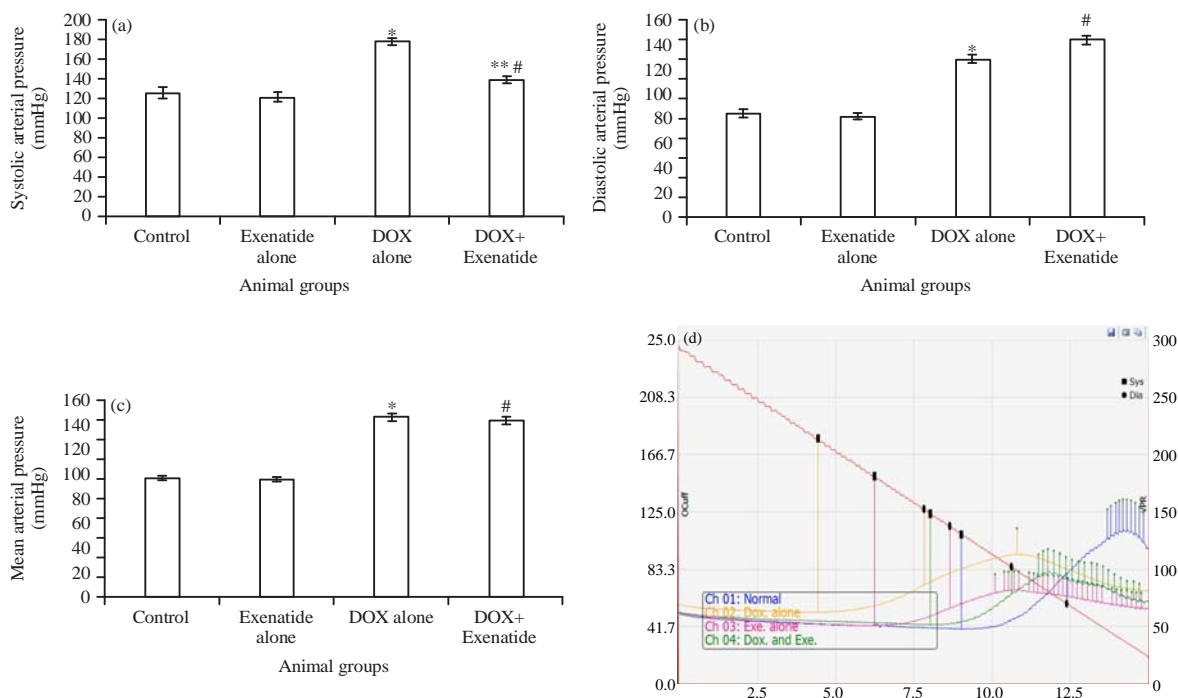 (a)
200
180
160
140
120
100
80
60
40
20
0
Systolic arterial pressure
(mmHg)
*
** #
Control
Exenatide
alone
DOX
alone
DOX+
Exenatide
Animal groups
(b)
160
140
120
100
80
80
60
40
20
0
Diastolic arterial pressure
(mmHg)
*
#
Control
Exenatide
alone
DOX alone
DOX+
Exenatide
Animal groups
(c)
160
140
120
100
80
80
60
40
20
0
Mean arterial pressure
(mmHg)
*
#
Control
Exenatide
alone
DOX alone
DOX+
Exenatide
Animal groups
(d)
25.0
208.3
166.7
125.0
83.3
41.7
0.0
OCuff
Sys
Dia
VPR
300
250
200
150
100
50
0
Ch 01: Normal
Ch 02: Dox. alone
Ch 03: Exe. alone
Ch 04: Dox. and Exe.
2.5
7.5
10.0
12.5